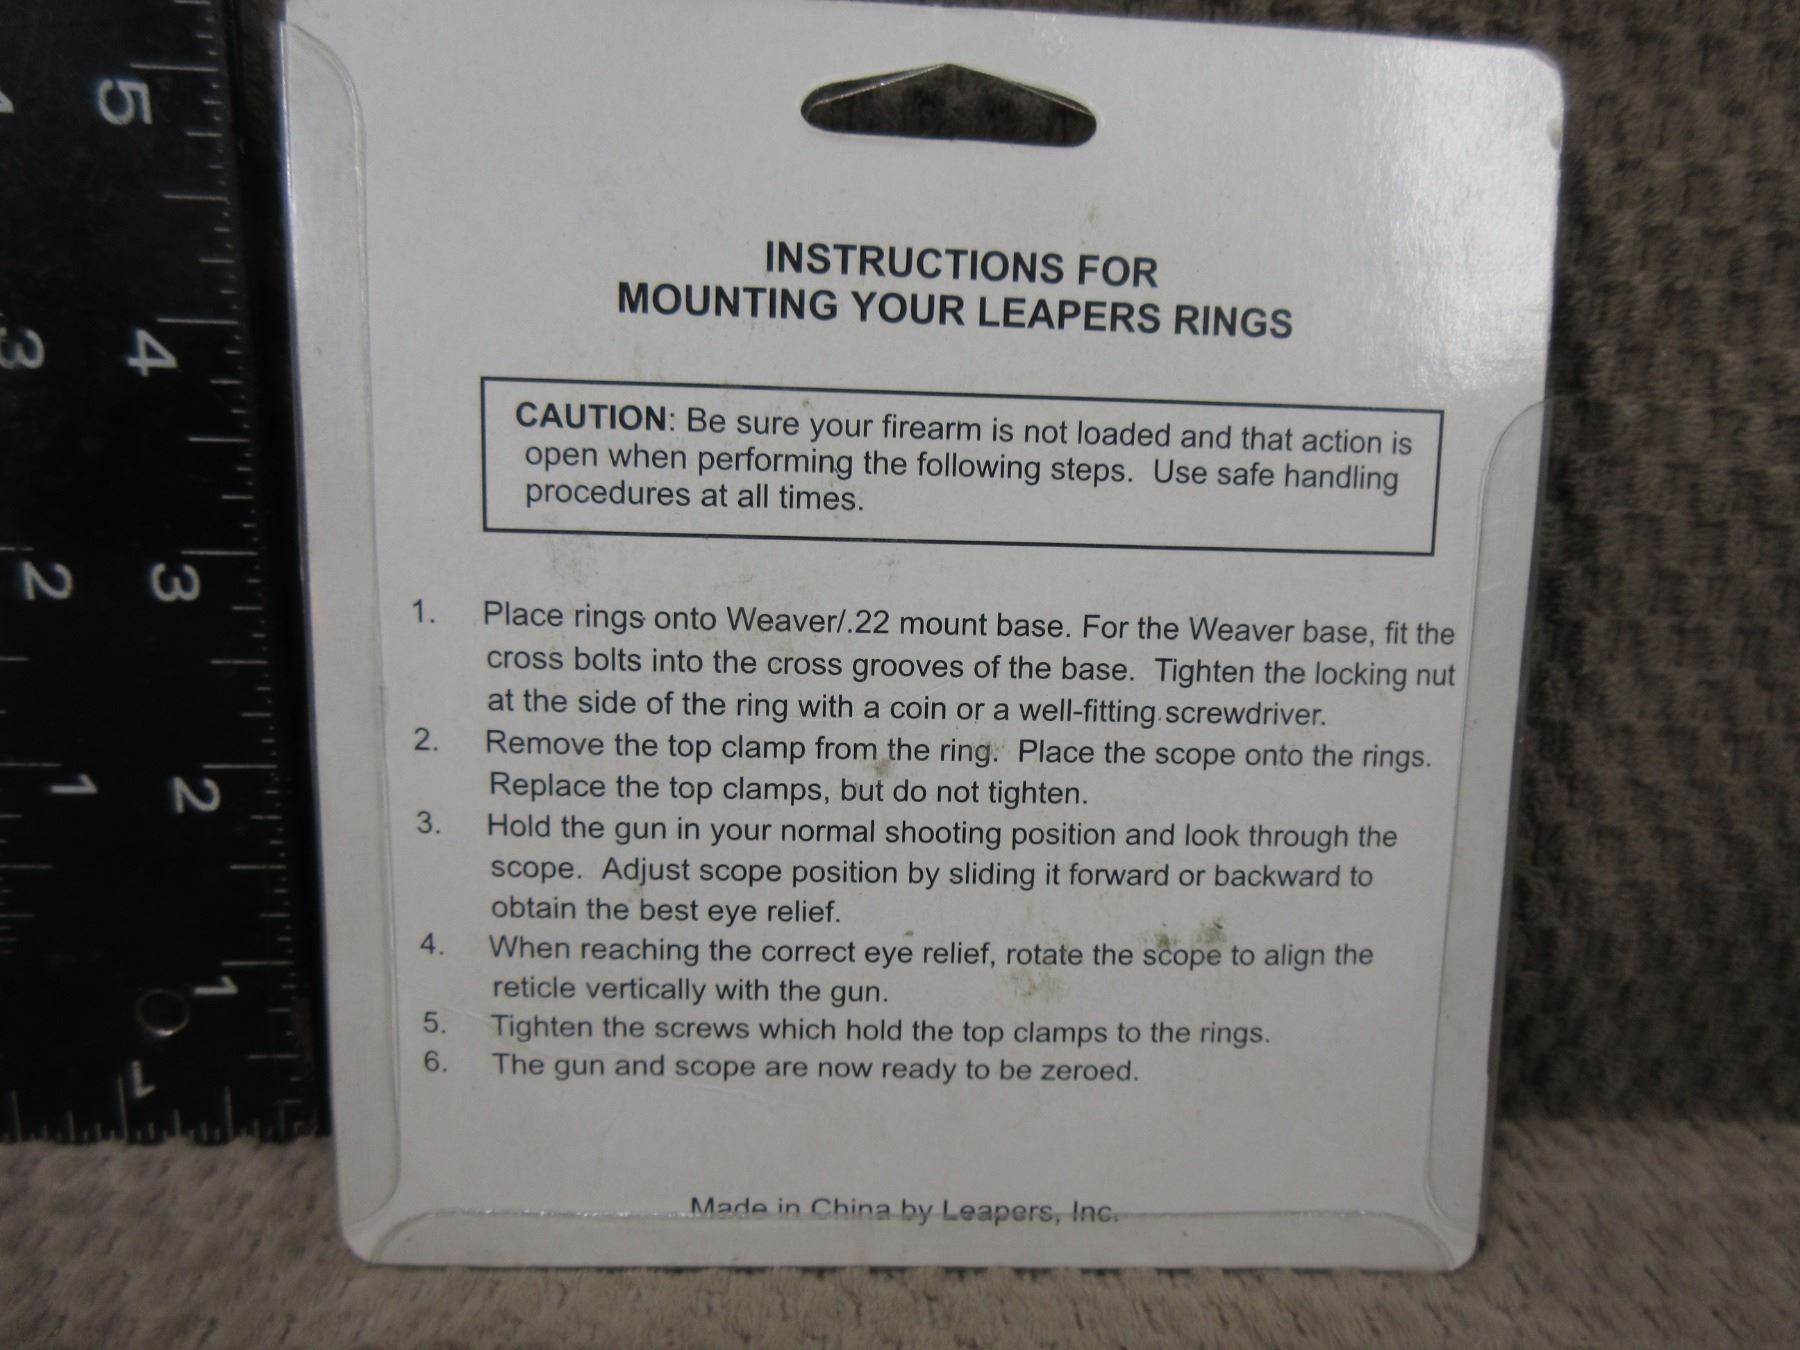 INSTRUCTIONS FOR
MOUNTING YOUR LEAPERS RINGS
CAUTION: Be sure your firearm is not loaded and that action is
open when performing the following steps. Use safe handling
procedures at all times.
1. Place rings onto Weaver/.22 mount base. For the Weaver base, fit the
cross bolts into the cross grooves of the base. Tighten the locking nut
at the side of the ring with a coin or a well-fitting screwdriver.
2. Remove the top clamp from the ring. Place the scope onto the rings.
Replace the top clamps, but do not tighten.
3. Hold the gun in your normal shooting position and look through the
scope. Adjust scope position by sliding it forward or backward to
obtain the best eye relief.
4. When reaching the correct eye relief, rotate the scope to align the
reticle vertically with the gun.
5. Tighten the screws which hold the top clamps to the rings.
6. The gun and scope are now ready to be zeroed.
Made in China by Leapers, Inc.
5
4
3
2
1
3
2
1